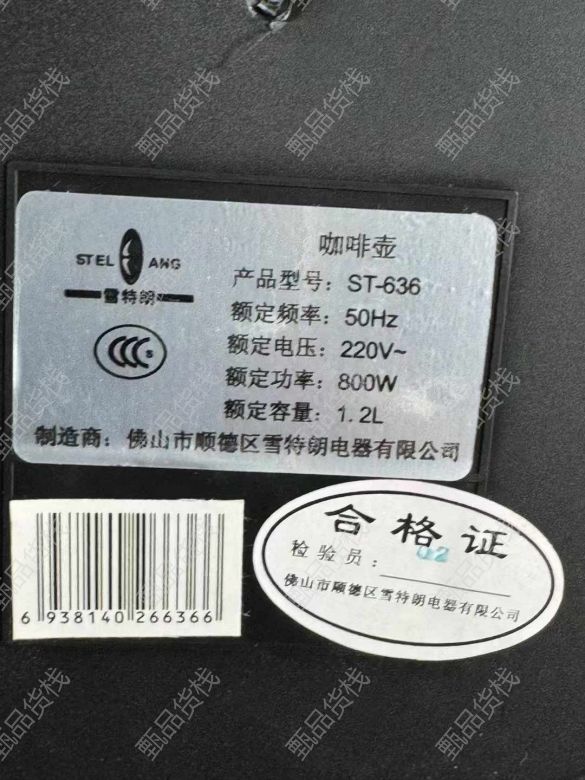 咖啡壶
STEL ANG
雪特朗
产品型号：ST-636
额定频率：50Hz
额定电压：220V~
额定功率：800W
额定容量：1.2L
CCC S
制造商：佛山市顺德区雪特朗电器有限公司
6 938140 266366
合格证
检验员：02
佛山市顺德区雪特朗电器有限公司
甄品货栈